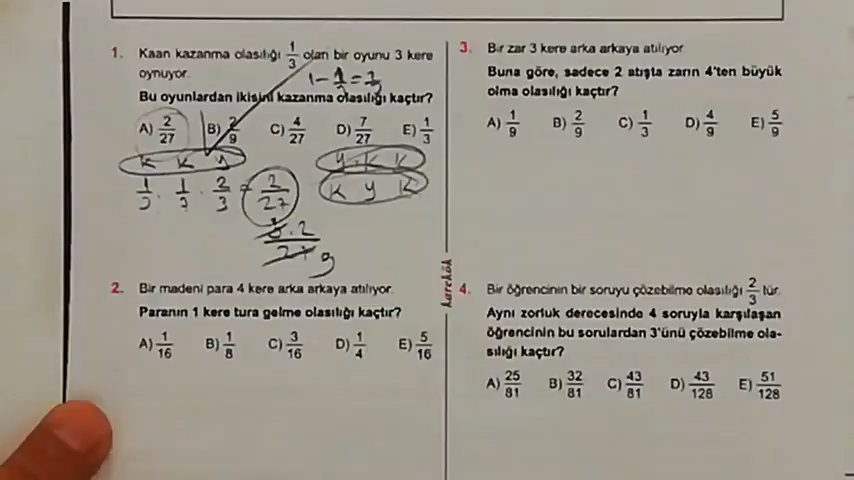 1. Kaan kazanma olasılığı 1/3 olan bir oyunu 3 kere
oynuyor.
1 - 1/3 = 2/3
Bu oyunlardan ikisini kazanma olasılığı kaçtır?
A) 2/27 B) 2/9 C) 4/27 D) 7/27 E) 1/3
K K y
y K K
1/3 . 1/3 . 2/3 = 2/27
K y K
3 . 2 / 27 9
2. Bir madeni para 4 kere arka arkaya atılıyor.
Paranın 1 kere tura gelme olasılığı kaçtır?
A) 1/16 B) 1/8 C) 3/16 D) 1/4 E) 5/16
karekök
3. Bir zar 3 kere arka arkaya atılıyor.
Buna göre, sadece 2 atışta zarın 4'ten büyük
olma olasılığı kaçtır?
A) 1/9 B) 2/9 C) 1/3 D) 4/9 E) 5/9
4. Bir öğrencinin bir soruyu çözebilme olasılığı 2/3 tür.
Aynı zorluk derecesinde 4 soruyla karşılaşan
öğrencinin bu sorulardan 3'ünü çözebilme ola-
sılığı kaçtır?
A) 25/81 B) 32/81 C) 43/81 D) 43/128 E) 51/128